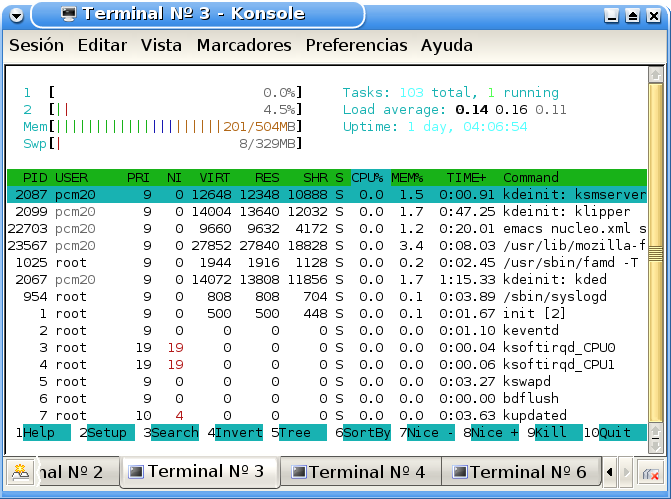 Terminal Nº 3 - Konsole
Sesión Editar Vista Marcadores Preferencias Ayuda
1 [ 0.0%] Tasks: 103 total, 1 running
2 [|| 4.5%] Load average: 0.14 0.16 0.11
Mem[||||||||||||||||||||||201/504MB] Uptime: 1 day, 04:06:54
Swp[| 8/329MB]
PID USER PRI NI VIRT RES SHR S CPU% MEM% TIME+ Command
2087 pcm20 9 0 12648 12348 10888 S 0.0 1.5 0:00.91 kdeinit: ksmserver
2099 pcm20 9 0 14004 13640 12032 S 0.0 1.7 0:47.25 kdeinit: klipper
22703 pcm20 9 0 9660 9632 4172 S 0.0 1.2 0:20.01 emacs nucleo.xml s
23567 pcm20 9 0 27852 27840 18828 S 0.0 3.4 0:08.03 /usr/lib/mozilla-f
1025 root 9 0 1944 1916 1128 S 0.0 0.2 0:02.45 /usr/sbin/famd -T
2067 pcm20 9 0 14072 13808 11856 S 0.0 1.7 1:15.33 kdeinit: kded
954 root 9 0 808 808 704 S 0.0 0.1 0:03.89 /sbin/syslogd
1 root 9 0 500 500 448 S 0.0 0.1 0:01.67 init [2]
2 root 9 0 0 0 0 S 0.0 0.0 0:01.10 keventd
3 root 19 19 0 0 0 S 0.0 0.0 0:00.04 ksoftirqd_CPU0
4 root 19 19 0 0 0 S 0.0 0.0 0:00.06 ksoftirqd_CPU1
5 root 9 0 0 0 0 S 0.0 0.0 0:03.27 kswapd
6 root 9 0 0 0 0 S 0.0 0.0 0:00.00 bdflush
7 root 10 4 0 0 0 S 0.0 0.0 0:03.63 kupdated
1Help 2Setup 3Search 4Invert 5Tree 6SortBy 7Nice - 8Nice + 9Kill 10Quit
nal Nº 2 Terminal Nº 3 Terminal Nº 4 Terminal Nº 6